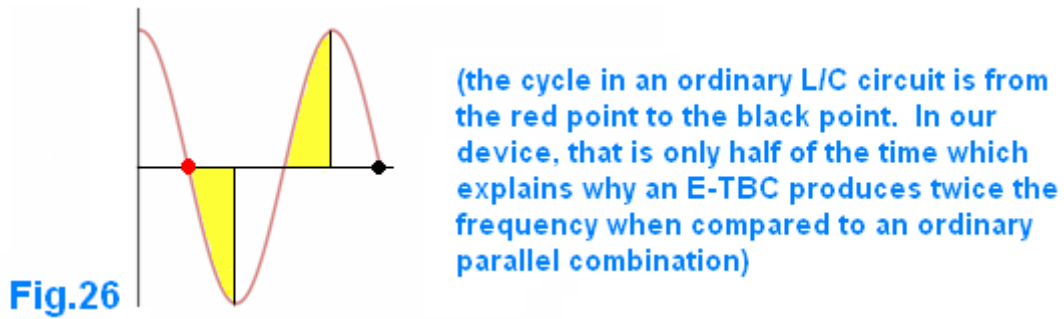 (the cycle in an ordinary L/C circuit is from
the red point to the black point.  In our
device, that is only half of the time which
explains why an E-TBC produces twice the
frequency when compared to an ordinary
parallel combination)
Fig.26